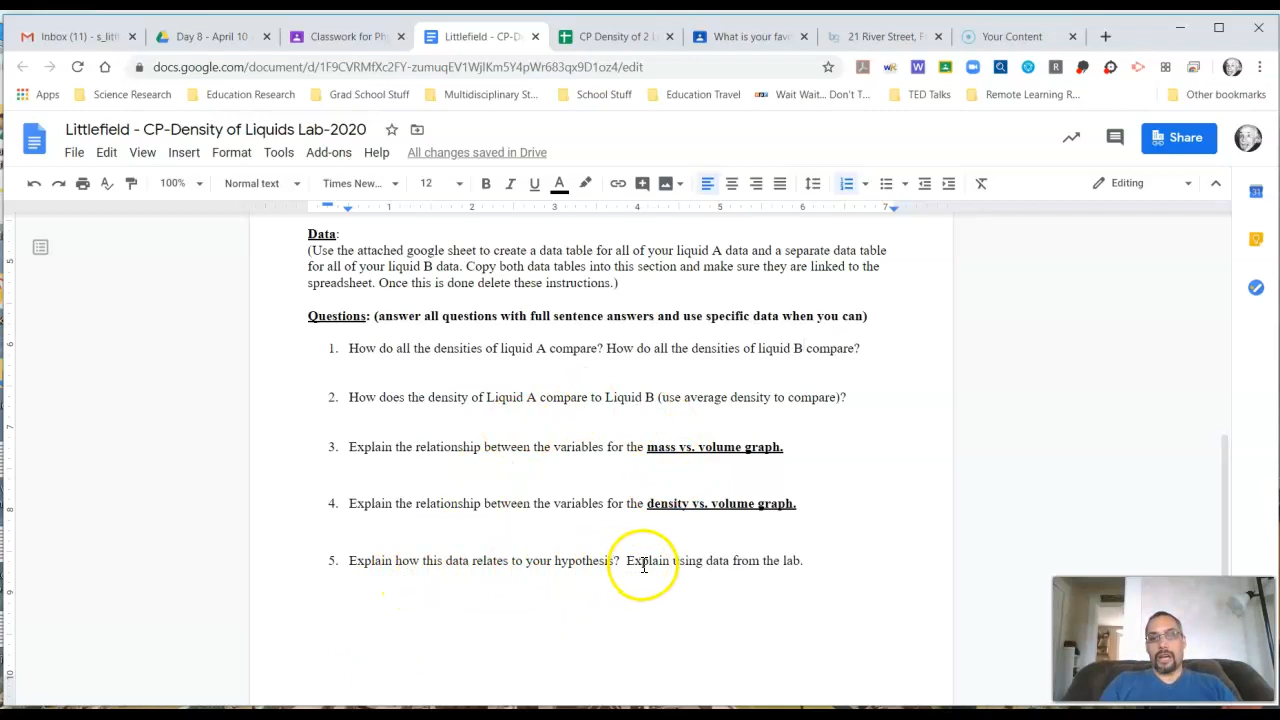 Inbox (11) - s_litt
Day 8 - April 10 -
Classwork for Ph
Littlefield - CP-D
CP Density of 2 L
What is your favo
21 River Street, F
Your Content
docs.google.com/document/d/1F9CVRMfXc2FY-zumuqEV1WjlKm5Y4pWr683qx9D1oz4/edit
Apps
Science Research
Education Research
Grad School Stuff
Multidisciplinary St...
School Stuff
Education Travel
Wait Wait... Don't T...
TED Talks
Remote Learning R...
Other bookmarks
Littlefield - CP-Density of Liquids Lab-2020
File Edit View Insert Format Tools Add-ons Help All changes saved in Drive
Share
100% Normal text Times New... 12 B I U A Editing
1 2 3 4 5 6 7
Data:
(Use the attached google sheet to create a data table for all of your liquid A data and a separate data table
for all of your liquid B data. Copy both data tables into this section and make sure they are linked to the
spreadsheet. Once this is done delete these instructions.)
Questions: (answer all questions with full sentence answers and use specific data when you can)
1. How do all the densities of liquid A compare? How do all the densities of liquid B compare?
2. How does the density of Liquid A compare to Liquid B (use average density to compare)?
3. Explain the relationship between the variables for the mass vs. volume graph.
4. Explain the relationship between the variables for the density vs. volume graph.
5. Explain how this data relates to your hypothesis? Explain using data from the lab.